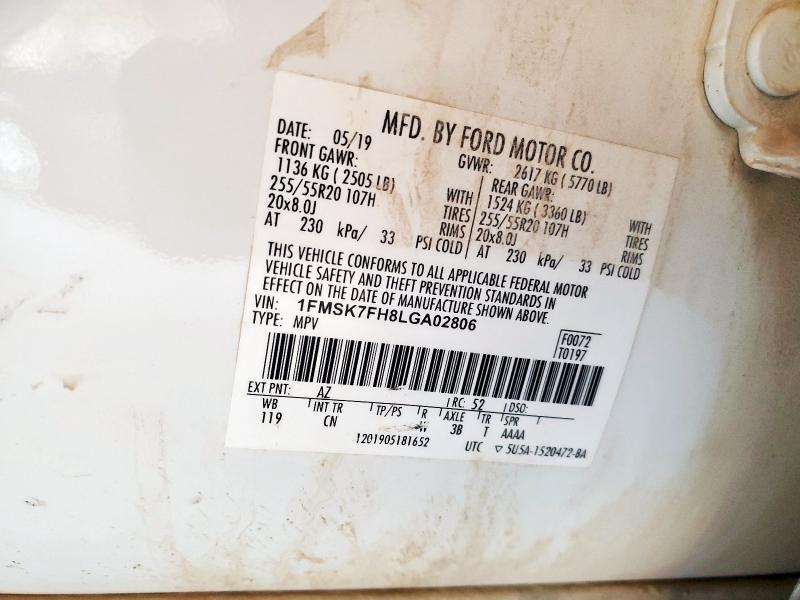 MFD. BY FORD MOTOR CO.
DATE: 05/19 GVWR: 2617 KG (5770 LB)
FRONT GAWR: REAR GAWR:
1136 KG (2505 LB) WITH 1524 KG (3360 LB) WITH
255/55R20 107H TIRES 255/55R20 107H TIRES
20x8.0J RIMS 20x8.0J RIMS
AT 230 kPa/ 33 PSI COLD AT 230 kPa/ 33 PSI COLD
THIS VEHICLE CONFORMS TO ALL APPLICABLE FEDERAL MOTOR
VEHICLE SAFETY AND THEFT PREVENTION STANDARDS IN
EFFECT ON THE DATE OF MANUFACTURE SHOWN ABOVE.
VIN: 1FMSK7FH8LGA02806
TYPE: MPV
F0072
T0197
EXT PNT: AZ RC: 52 DSO:
WB INT TR TP/PS R AXLE TR SPR
119 CN 3B T AAAA
1201905181652 UTC ▽ 5U5A-1520472-BA